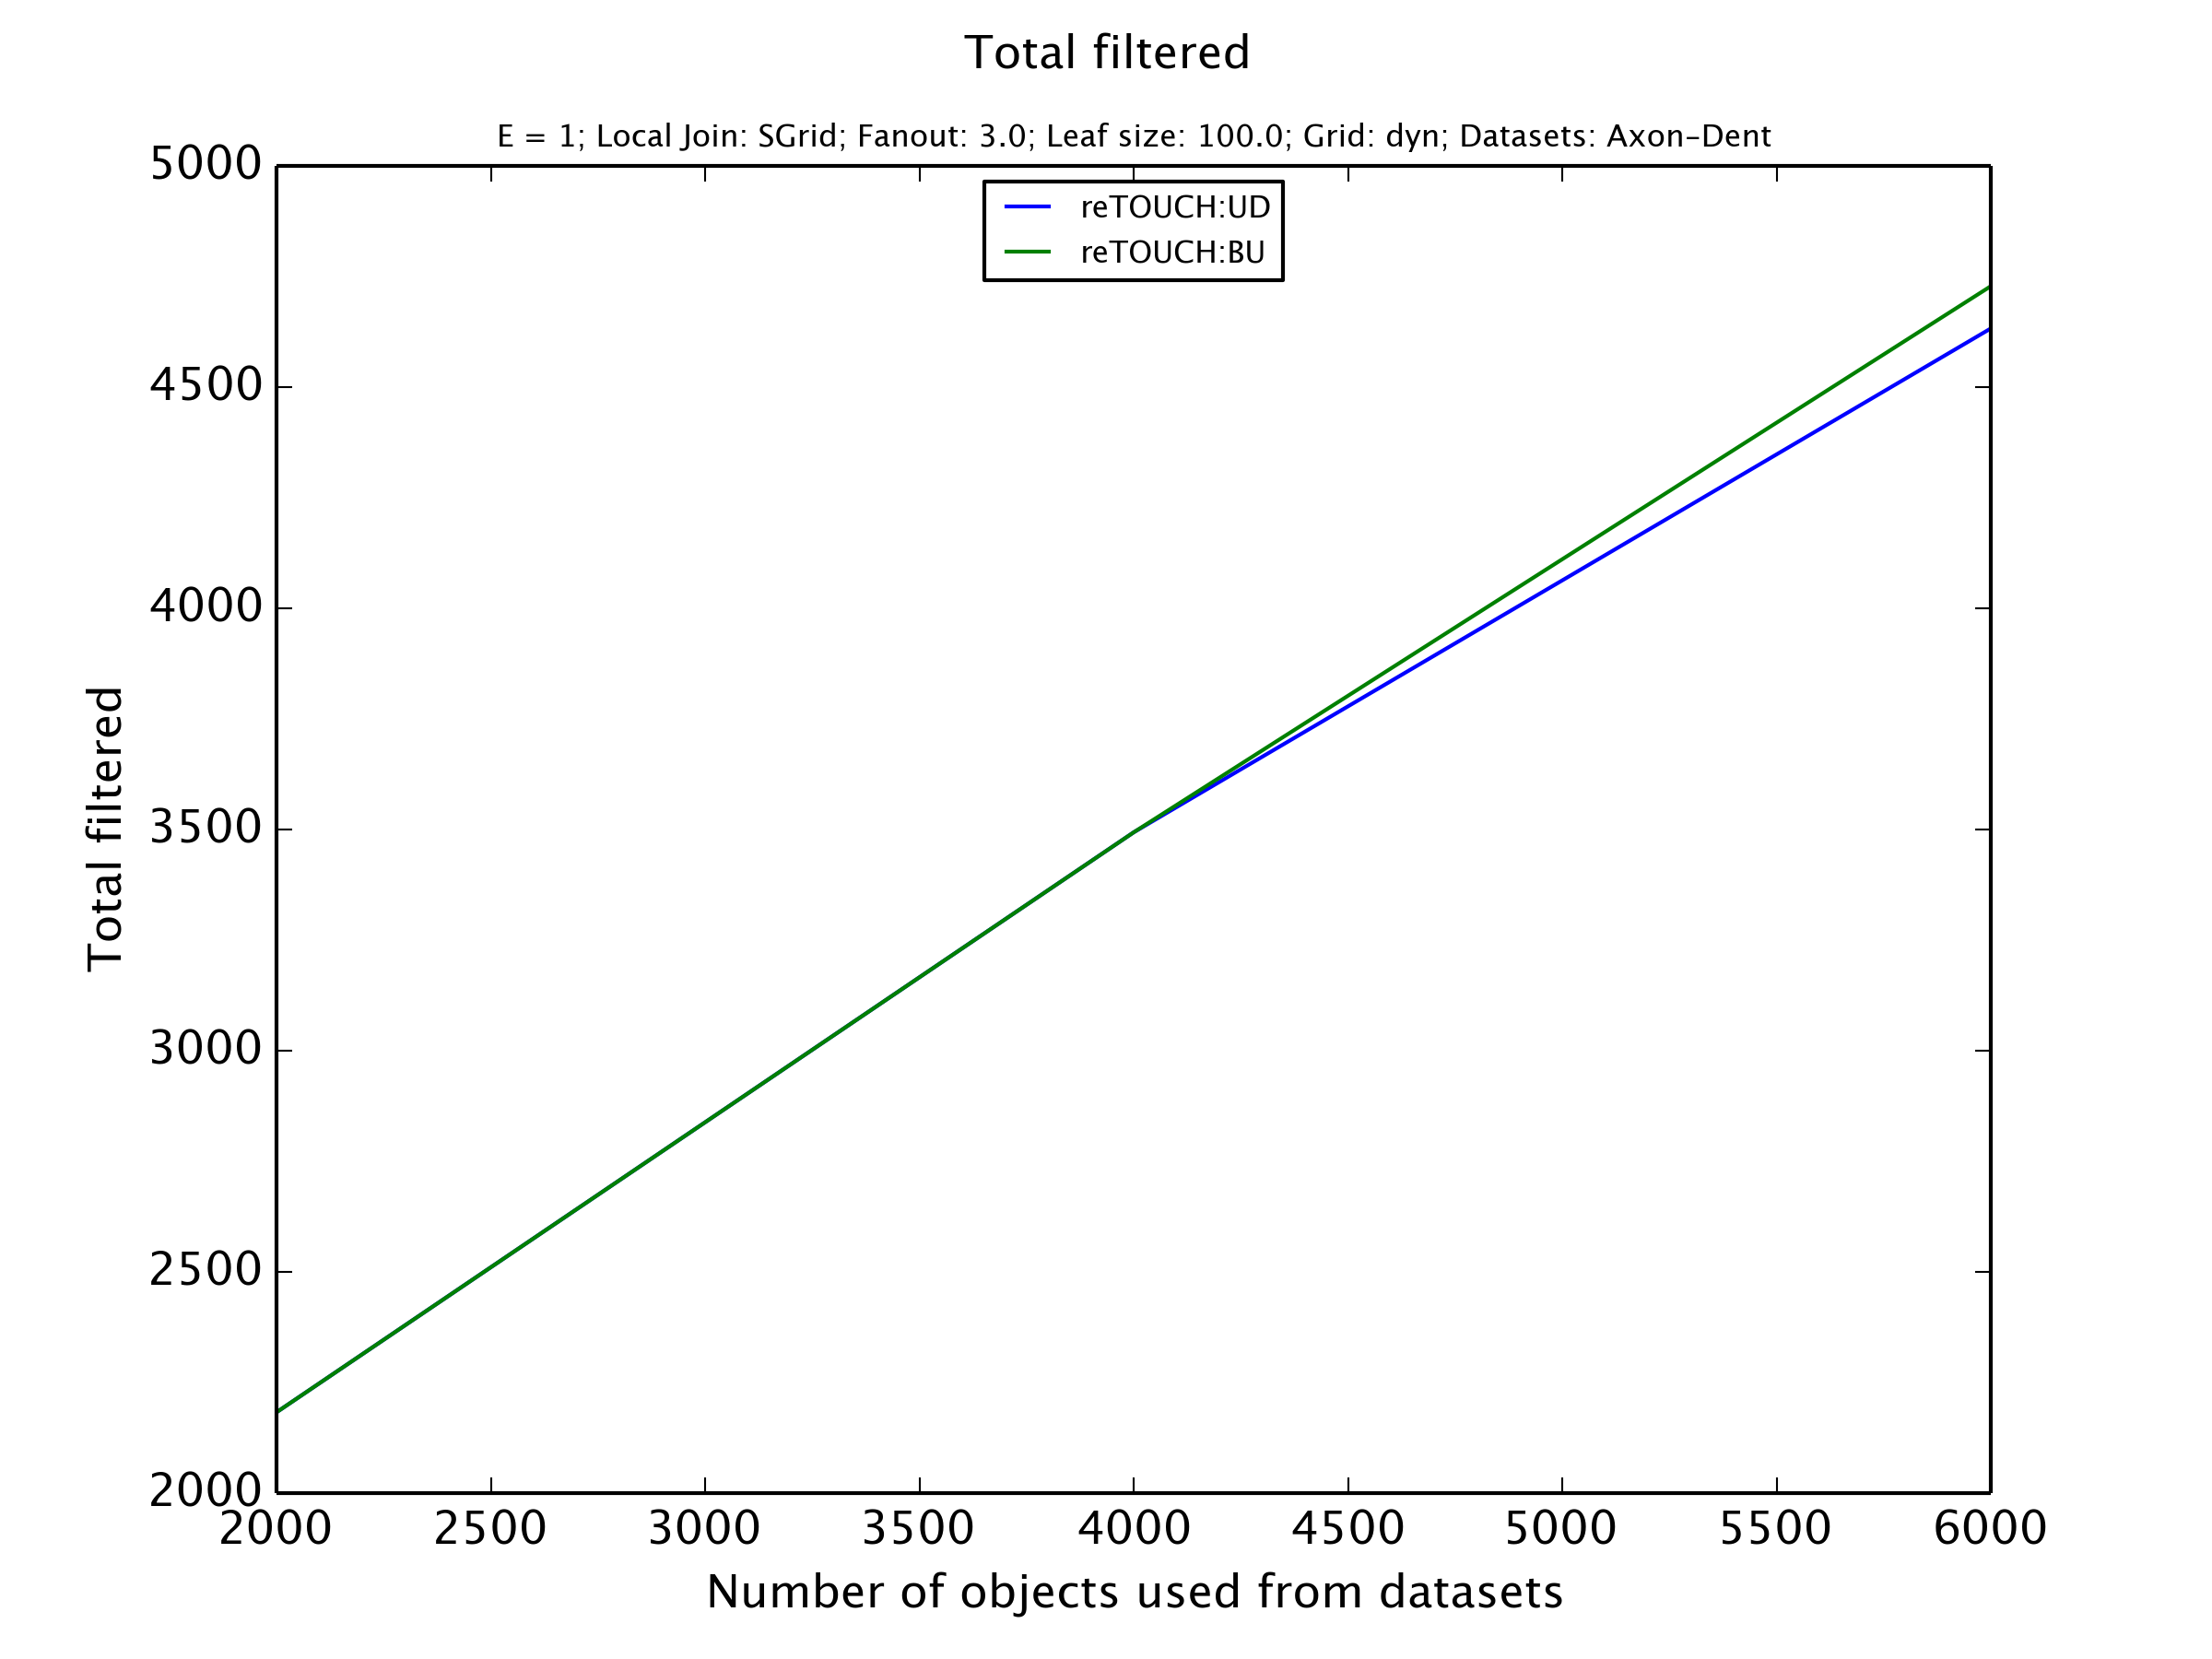 Total filtered
E = 1; Local Join: SGrid; Fanout: 3.0; Leaf size: 100.0; Grid: dyn; Datasets: Axon-Dent
reTOUCH:UD
reTOUCH:BU
Total filtered
5000
4500
4000
3500
3000
2500
2000
2000 2500 3000 3500 4000 4500 5000 5500 6000
Number of objects used from datasets